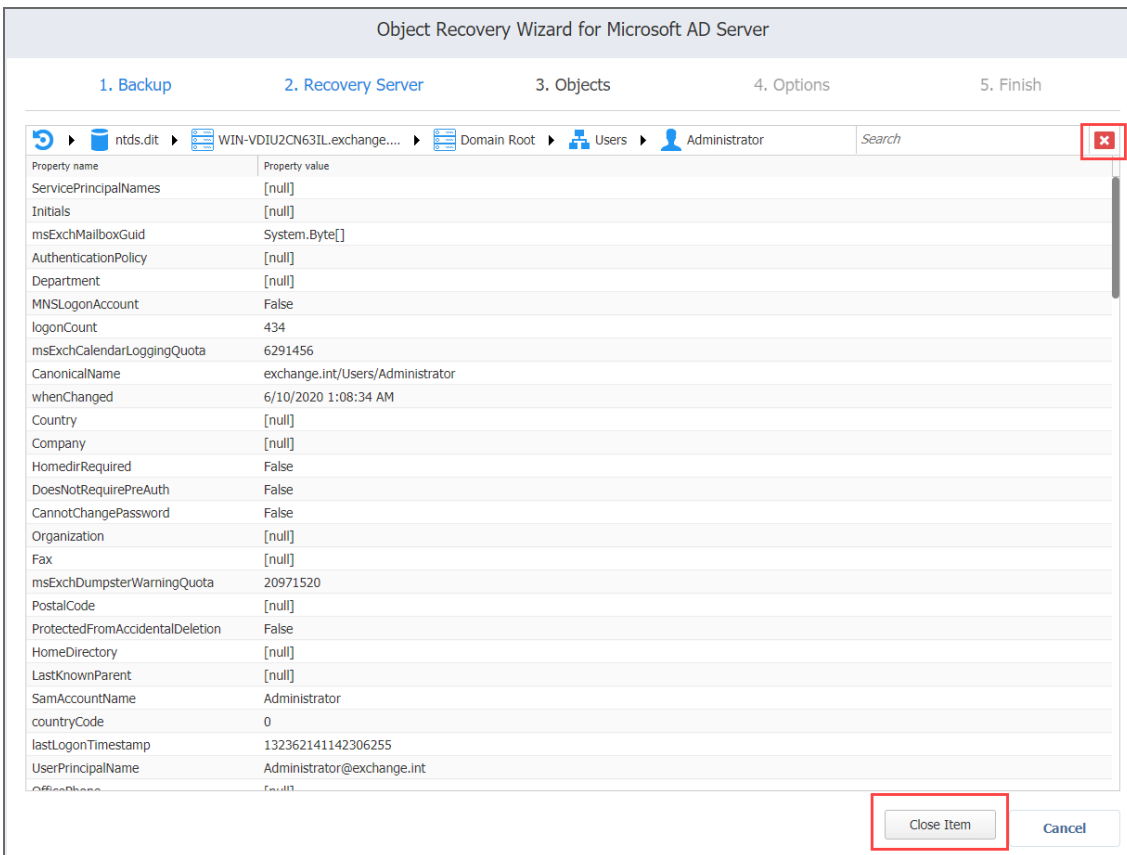 Object Recovery Wizard for Microsoft AD Server
1. Backup 2. Recovery Server 3. Objects 4. Options 5. Finish
ntds.dit WIN-VDIU2CN63IL.exchange.... Domain Root Users Administrator Search
Property name Property value
ServicePrincipalNames [null]
Initials [null]
msExchMailboxGuid System.Byte[]
AuthenticationPolicy [null]
Department [null]
MNSLogonAccount False
logonCount 434
msExchCalendarLoggingQuota 6291456
CanonicalName exchange.int/Users/Administrator
whenChanged 6/10/2020 1:08:34 AM
Country [null]
Company [null]
HomedirRequired False
DoesNotRequirePreAuth False
CannotChangePassword False
Organization [null]
Fax [null]
msExchDumpsterWarningQuota 20971520
PostalCode [null]
ProtectedFromAccidentalDeletion False
HomeDirectory [null]
LastKnownParent [null]
SamAccountName Administrator
countryCode 0
lastLogonTimestamp 132362141142306255
UserPrincipalName Administrator@exchange.int
OfficePhone [null]
Close Item Cancel